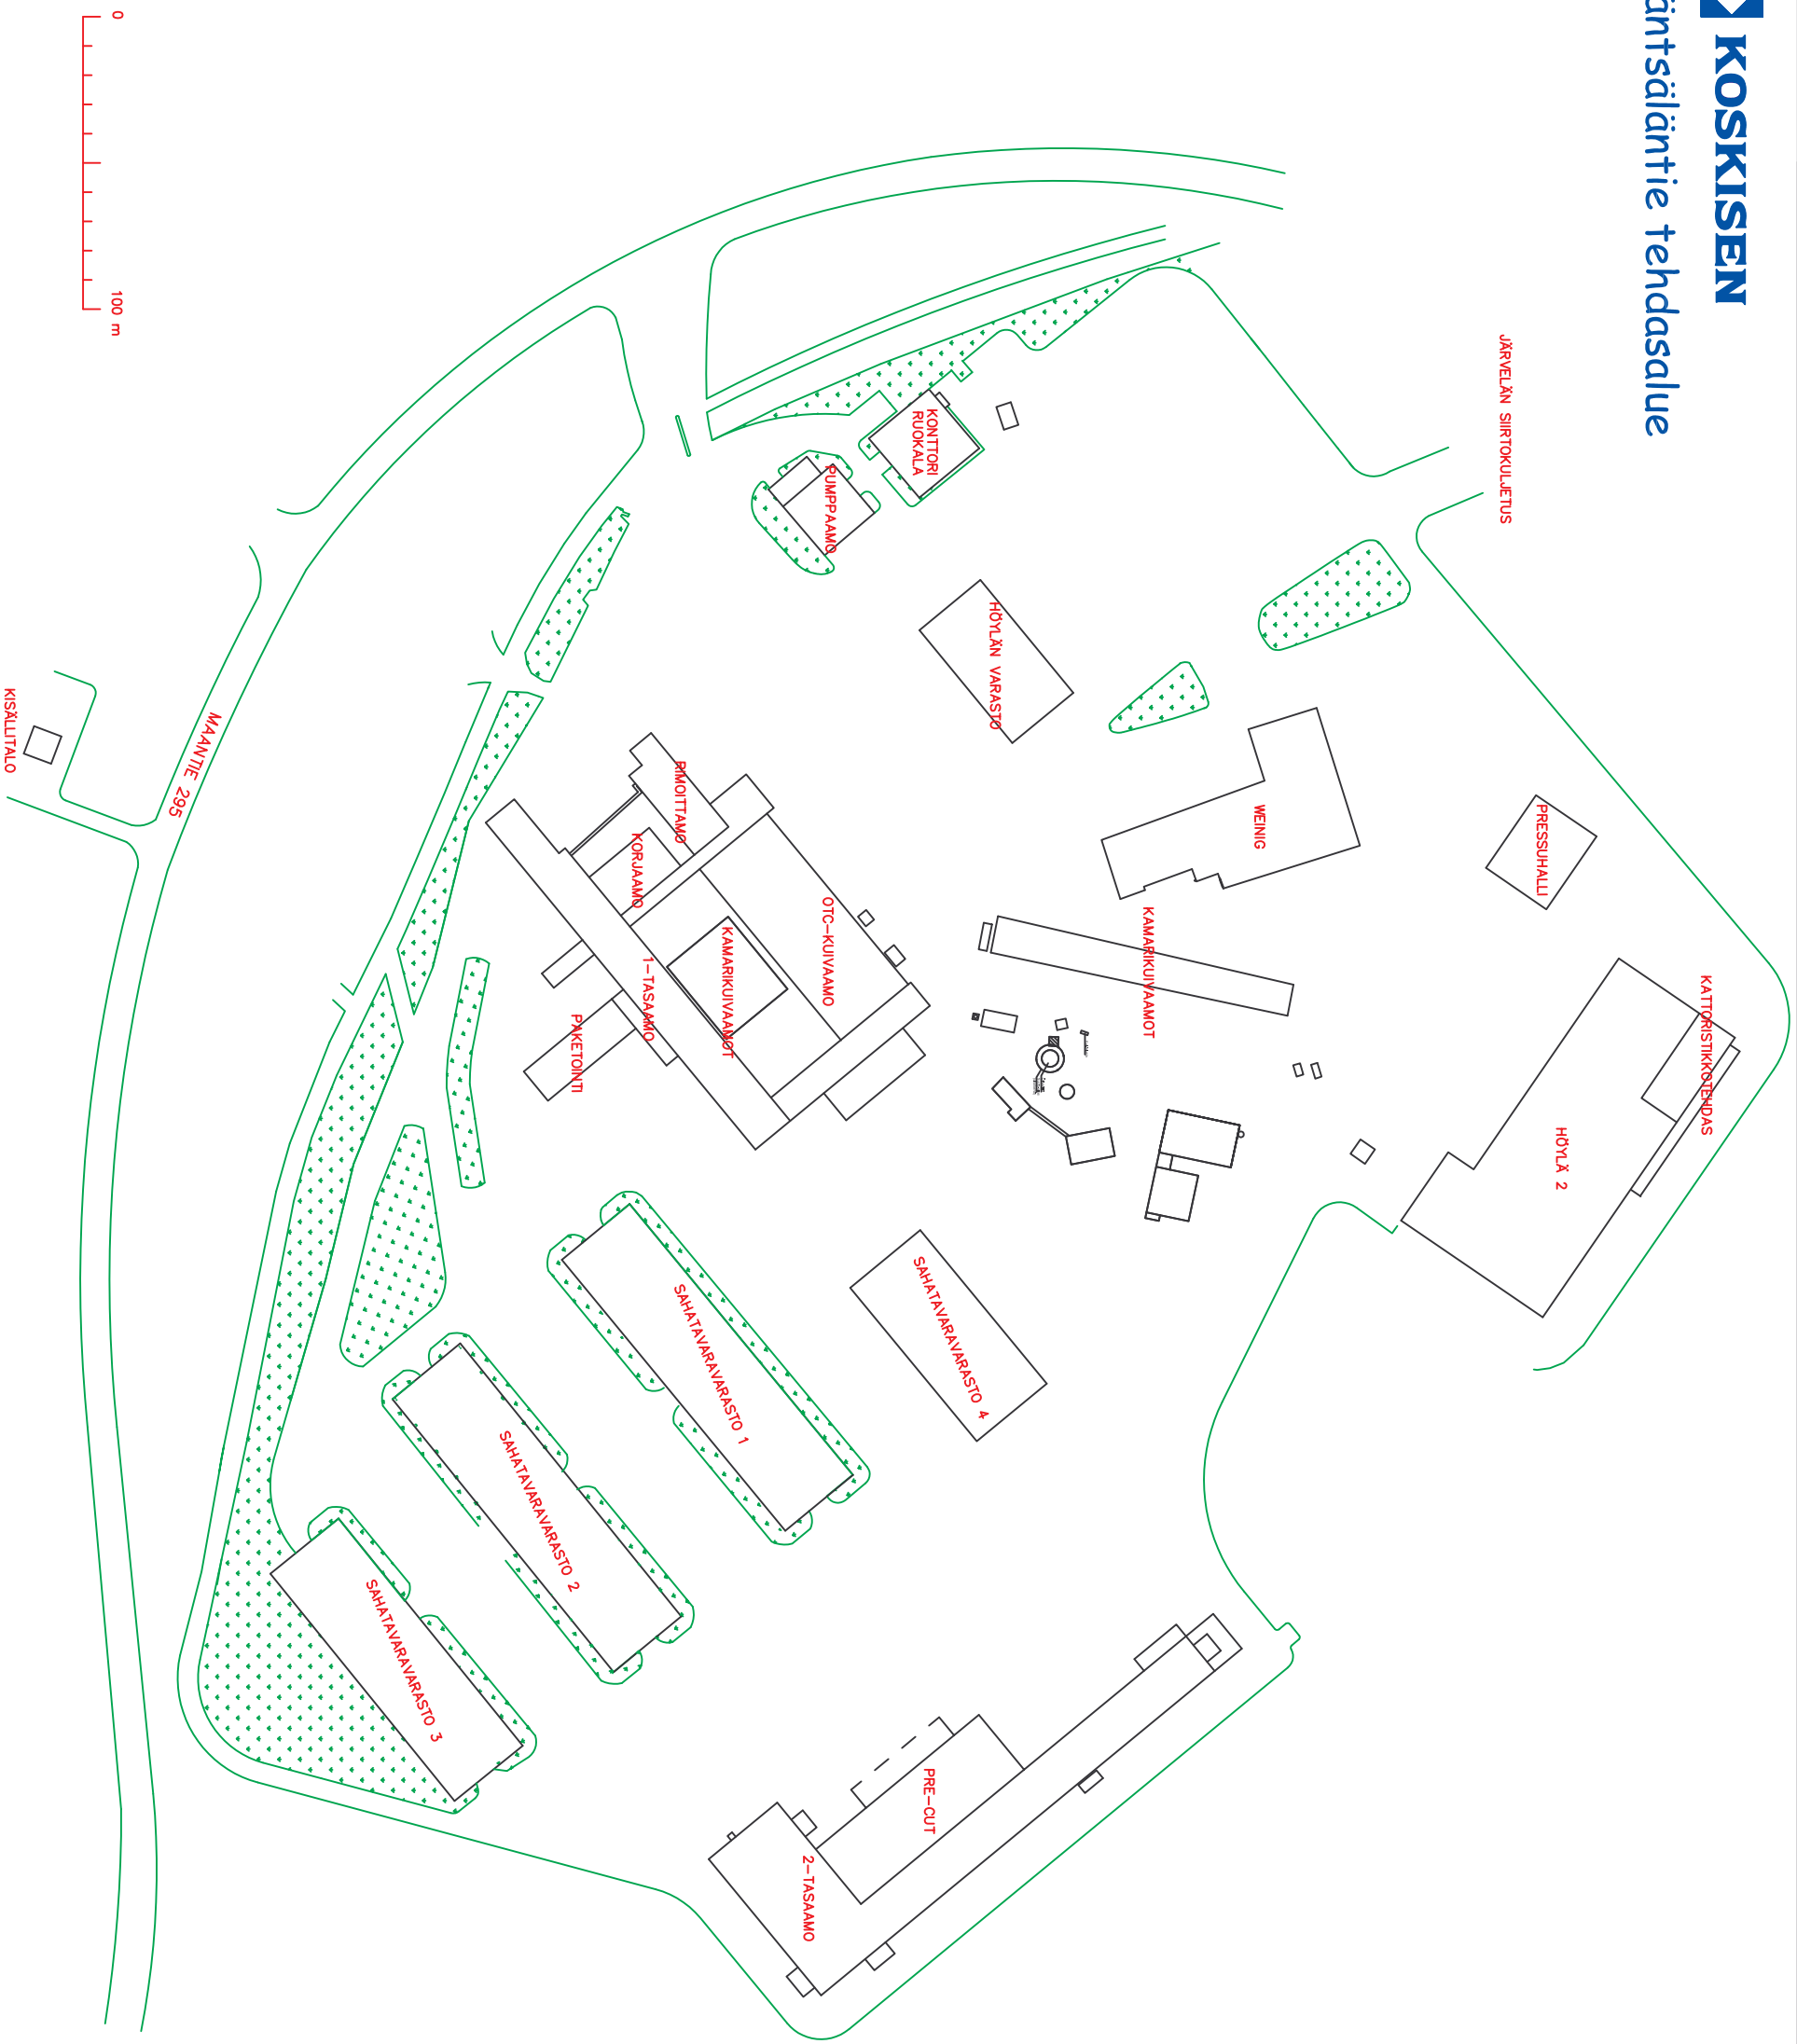 KOSKISEN
äntsäläntie tehdasalue
0
100 m
JÄRVELÄN SIIRTOKULJETUS
KONTTORI
RUOKALA
PUMPPAAMO
HÖYLÄN VARASTO
KISÄLLITALO
MAANTIE 295
RIMOITTAMO
KORJAAMO
OTC-KUIVAAMO
KAMARIKUIVAAMOT
1-TASAAMO
PAKETOINTI
WEINIG
KAMARIKUIVAAMOT
PRESSUHALLI
KATTORISTIKKOTEHDAS
HÖYLÄ 2
SAHATAVARAVARASTO 4
SAHATAVARAVARASTO 1
SAHATAVARAVARASTO 2
SAHATAVARAVARASTO 3
PRE-CUT
2-TASAAMO